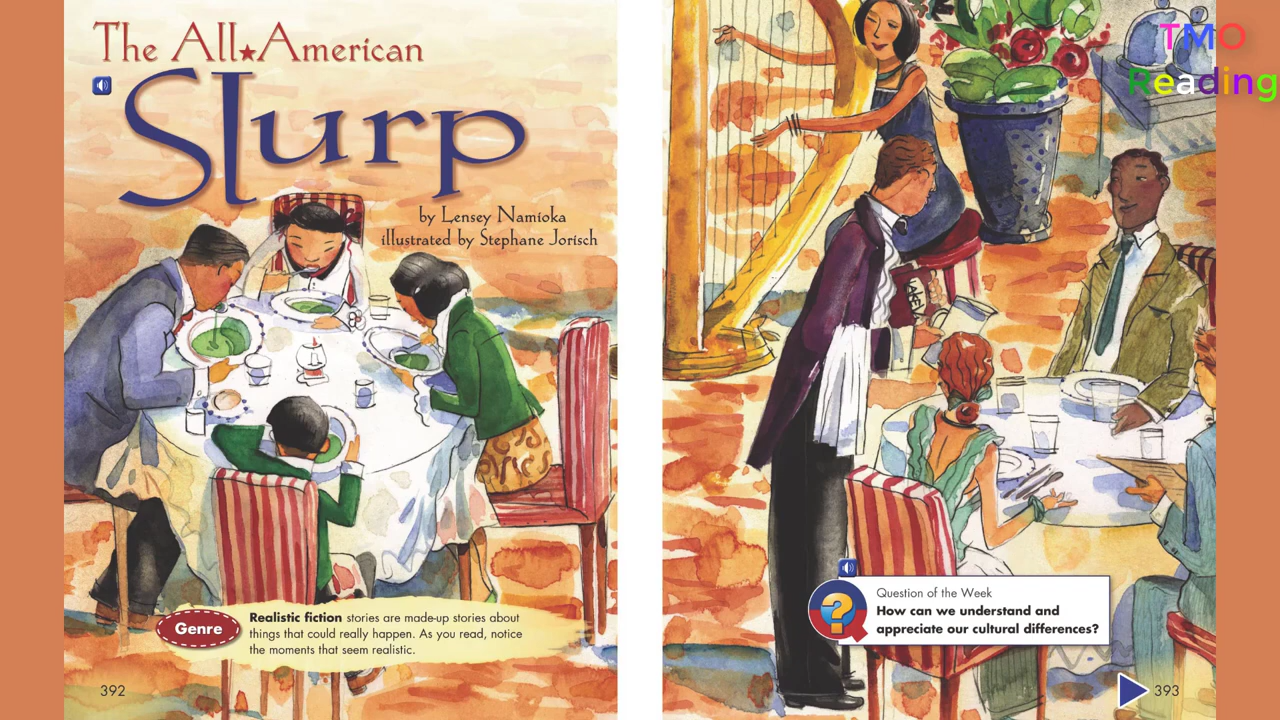 The All★American
Slurp
by Lensey Namioka
illustrated by Stephane Jorisch
Genre
Realistic fiction stories are made-up stories about
things that could really happen. As you read, notice
the moments that seem realistic.
392
TMO
Reading
?
Question of the Week
How can we understand and
appreciate our cultural differences?
393